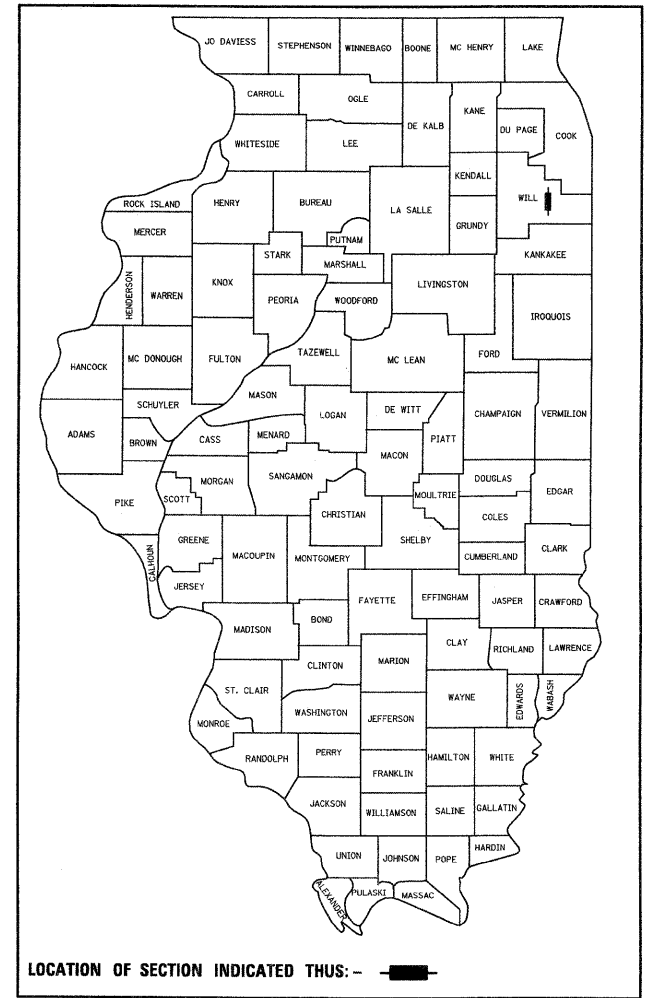 JO DAVIESS STEPHENSON WINNEBAGO BOONE MC HENRY LAKE
CARROLL OGLE DE KALB KANE DU PAGE COOK
WHITESIDE LEE
KENDALL
ROCK ISLAND HENRY BUREAU LA SALLE GRUNDY WILL
MERCER
PUTNAM
STARK MARSHALL KANKAKEE
HENDERSON WARREN KNOX PEORIA WOODFORD LIVINGSTON IROQUOIS
HANCOCK MC DONOUGH FULTON TAZEWELL MC LEAN FORD
MASON
SCHUYLER LOGAN DE WITT CHAMPAIGN VERMILION
ADAMS BROWN CASS MENARD PIATT
MACON
MORGAN SANGAMON DOUGLAS EDGAR
PIKE SCOTT MOULTRIE
CHRISTIAN COLES
GREENE MACOUPIN MONTGOMERY SHELBY CUMBERLAND CLARK
CALHOUN
JERSEY FAYETTE EFFINGHAM JASPER CRAWFORD
MADISON BOND
CLAY RICHLAND LAWRENCE
CLINTON MARION
ST. CLAIR WAYNE EDWARDS WABASH
WASHINGTON JEFFERSON
MONROE
RANDOLPH PERRY HAMILTON WHITE
FRANKLIN
JACKSON WILLIAMSON SALINE GALLATIN
UNION JOHNSON POPE HARDIN
ALEXANDER PULASKI MASSAC
LOCATION OF SECTION INDICATED THUS:-